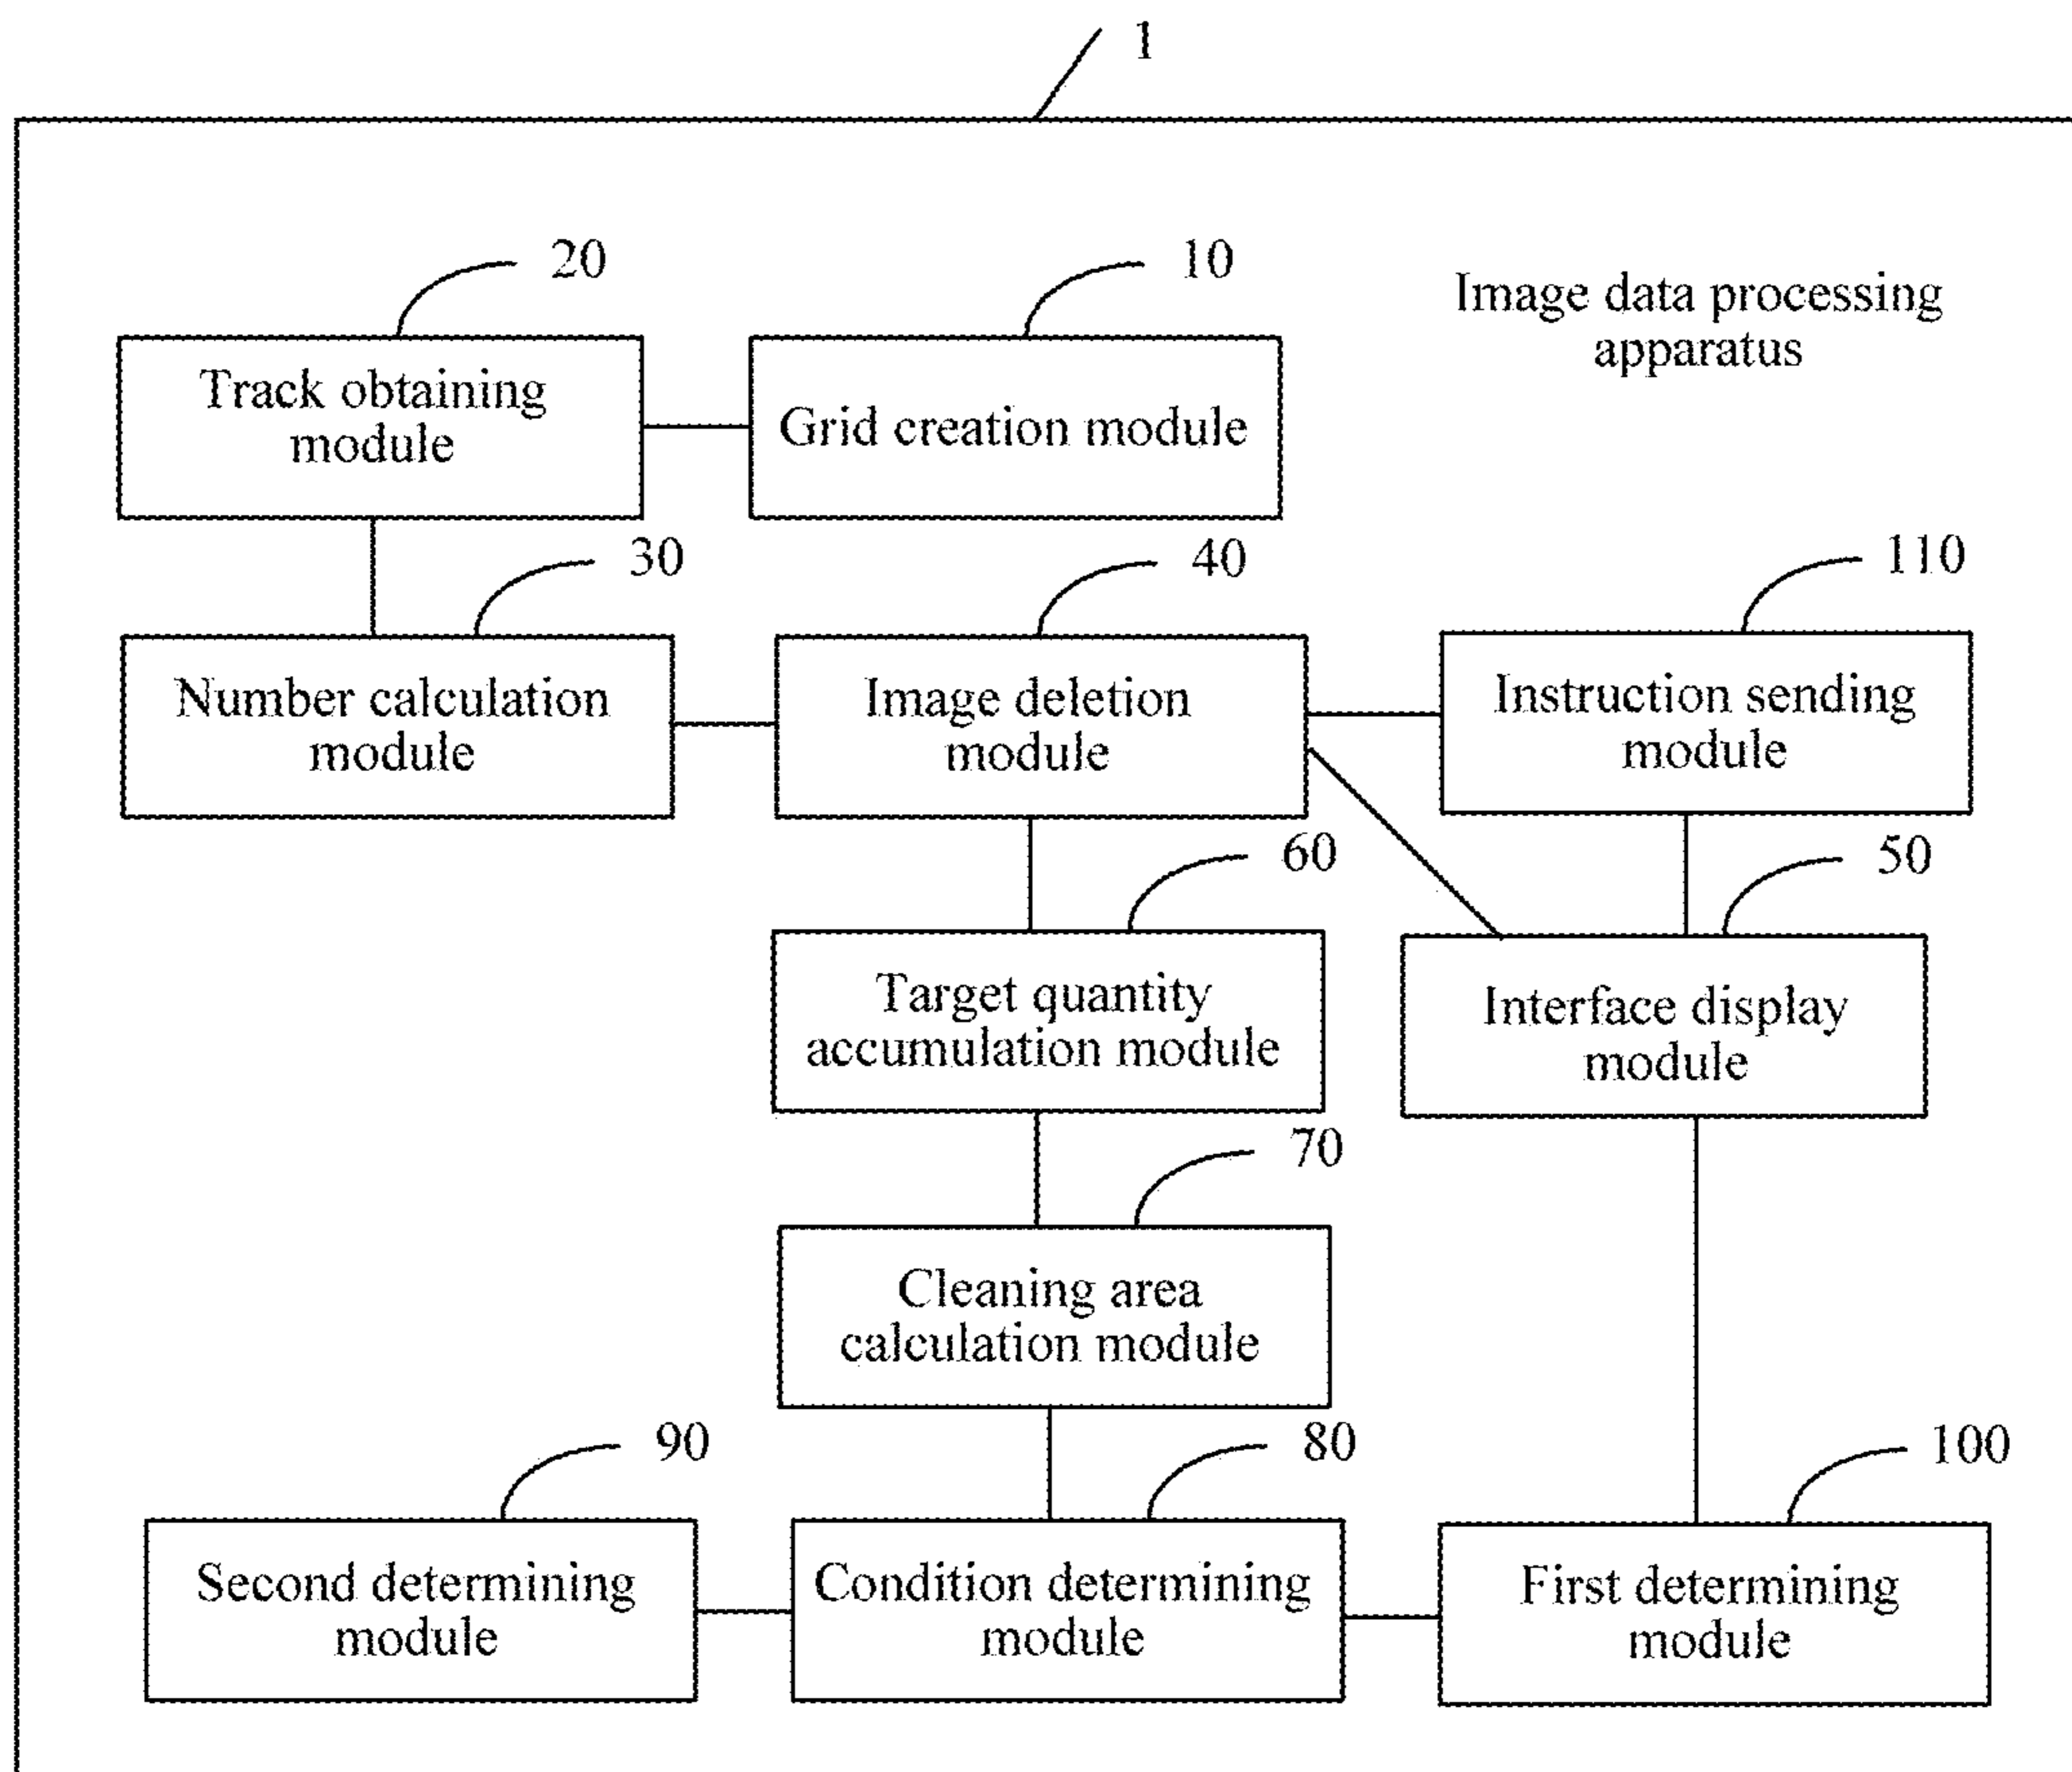 1
20
10
Image data processing
apparatus
Track obtaining
module
Grid creation module
30
40
110
Number calculation
module
Image deletion
module
Instruction sending
module
60
50
Target quantity
accumulation module
Interface display
module
70
Cleaning area
calculation module
90
80
100
Second determining
module
Condition determining
module
First determining
module